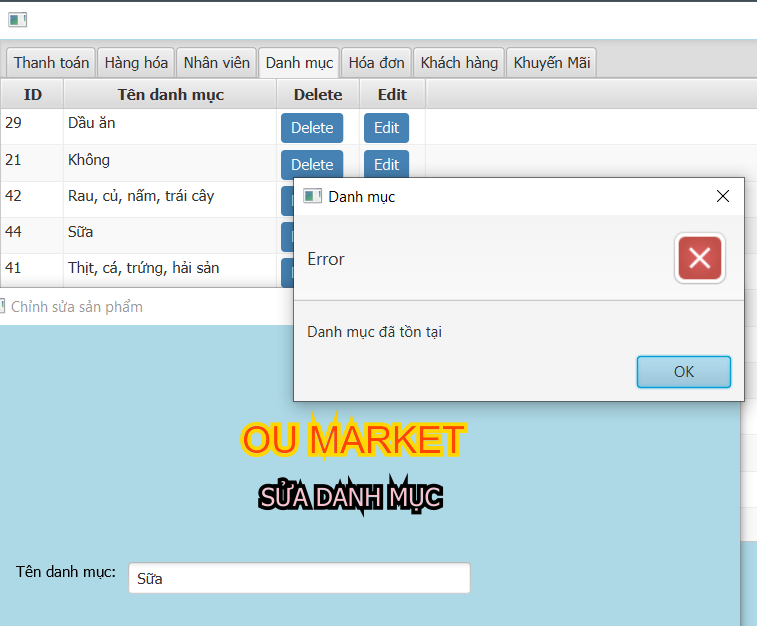 Thanh toán Hàng hóa Nhân viên Danh mục Hóa đơn Khách hàng Khuyến Mãi
ID Tên danh mục Delete Edit
29 Dầu ăn Delete Edit
21 Không Delete Edit
42 Rau, củ, nấm, trái cây
44 Sữa
41 Thịt, cá, trứng, hải sản
Danh mục
Error
Danh mục đã tồn tại
OK
Chỉnh sửa sản phẩm
OU MARKET
SỬA DANH MỤC
Tên danh mục: Sữa